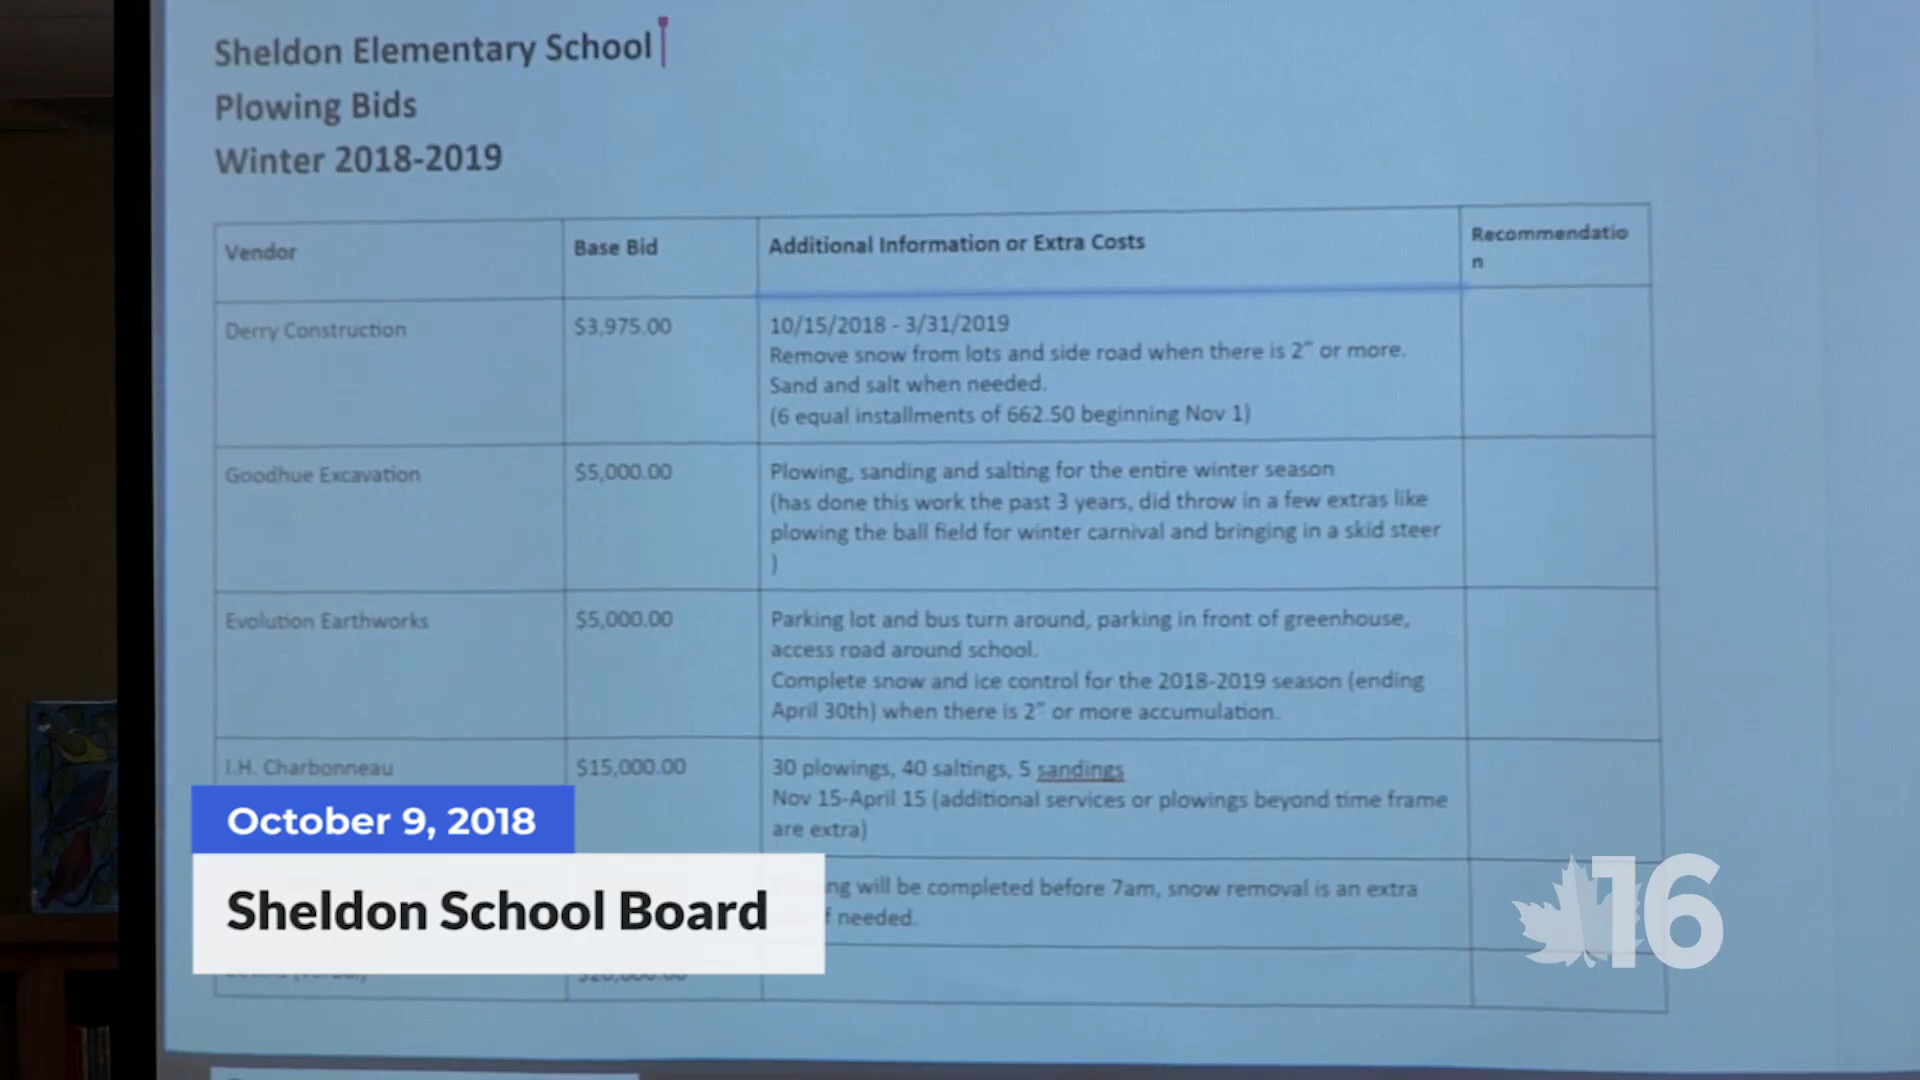 Sheldon Elementary School
Plowing Bids
Winter 2018-2019
Vendor
Base Bid
Additional Information or Extra Costs
Recommendatio
n
Derry Construction
$3,975.00
10/15/2018 - 3/31/2019
Remove snow from lots and side road when there is 2" or more.
Sand and salt when needed.
(6 equal installments of 662.50 beginning Nov 1)
Goodhue Excavation
$5,000.00
Plowing, sanding and salting for the entire winter season
(has done this work the past 3 years, did throw in a few extras like
plowing the ball field for winter carnival and bringing in a skid steer
)
Evolution Earthworks
$5,000.00
Parking lot and bus turn around, parking in front of greenhouse,
access road around school.
Complete snow and ice control for the 2018-2019 season (ending
April 30th) when there is 2" or more accumulation.
I.H. Charbonneau
$15,000.00
30 plowings, 40 saltings, 5 sandings
Nov 15-April 15 (additional services or plowings beyond time frame
are extra)
will be completed before 7am, snow removal is an extra
needed.
October 9, 2018
Sheldon School Board
16